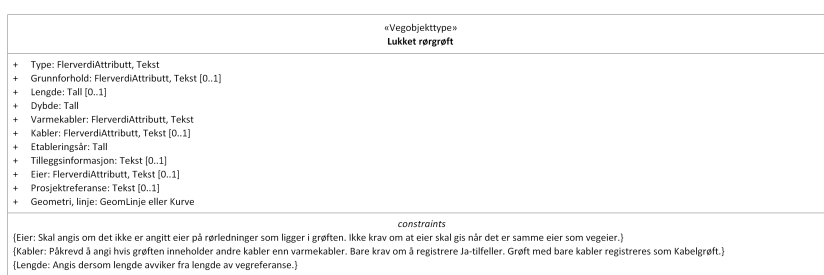 «Vegobjekttype»
Lukket rørgrøft
+ Type: FlerverdiAttributt, Tekst
+ Grunnforhold: FlerverdiAttributt, Tekst [0..1]
+ Lengde: Tall [0..1]
+ Dybde: Tall
+ Varmekabler: FlerverdiAttributt, Tekst
+ Kabler: FlerverdiAttributt, Tekst [0..1]
+ Etableringsår: Tall
+ Tilleggsinformasjon: Tekst [0..1]
+ Eier: FlerverdiAttributt, Tekst [0..1]
+ Prosjektreferanse: Tekst [0..1]
+ Geometri, linje: GeomLinje eller Kurve
constraints
{Eier: Skal angis om det ikke er angitt eier på rørledninger som ligger i grøften. Ikke krav om at eier skal gis når det er samme eier som vegeier.}
{Kabler: Påkrevd å angi hvis grøften inneholder andre kabler enn varmekabler. Bare krav om å registrere Ja-tilfeller. Grøft med bare kabler registreres som Kabelgrøft.}
{Lengde: Angis dersom lengde avviker fra lengde av vegreferanse.}